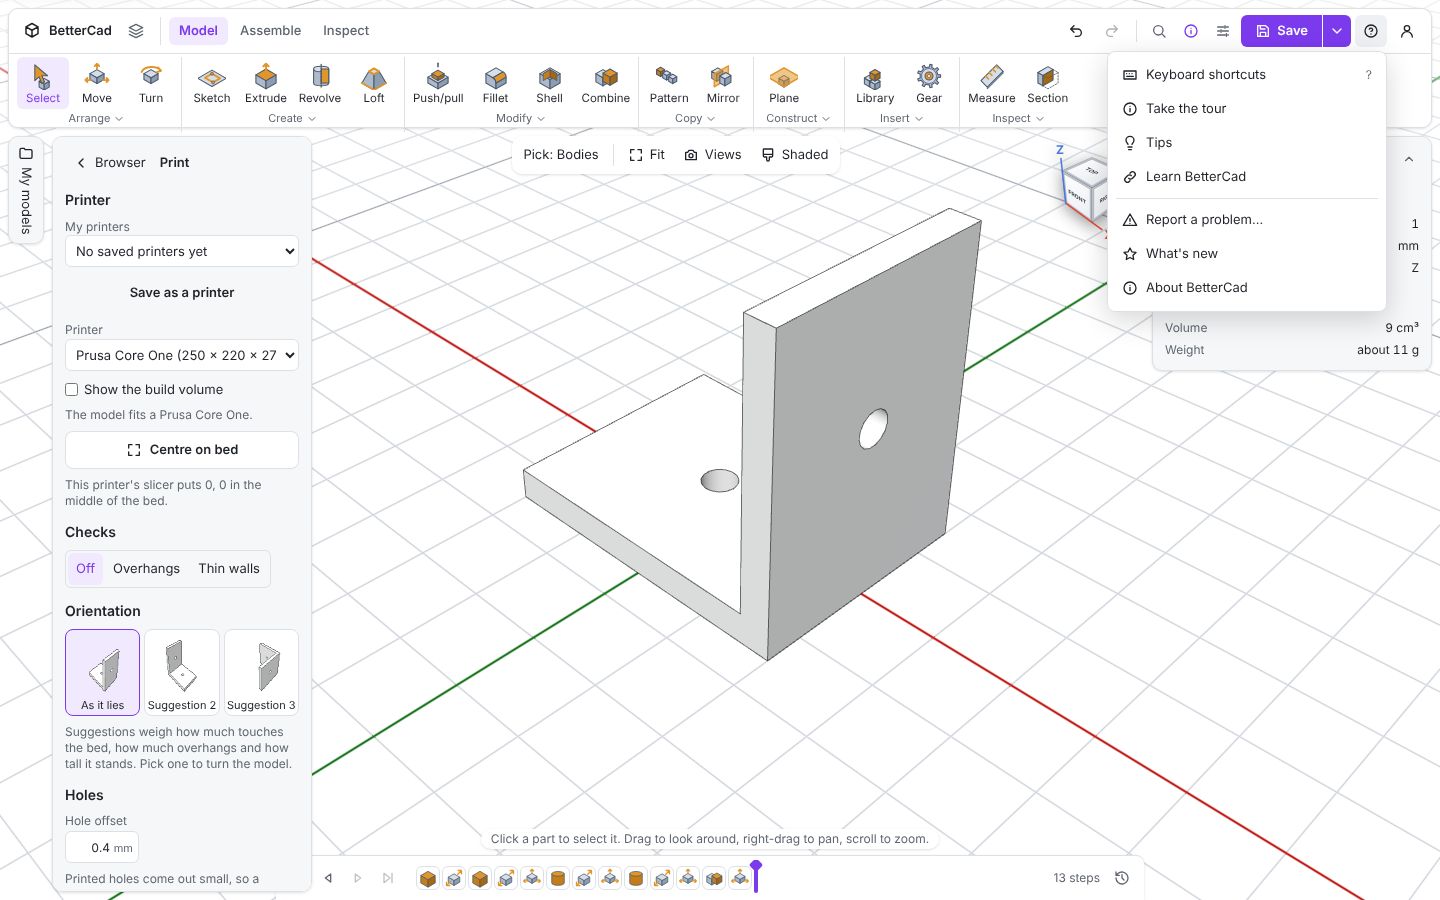 BetterCad
Model
Assemble
Inspect
Save
Select
Move
Turn
Sketch
Extrude
Revolve
Loft
Push/pull
Fillet
Shell
Combine
Pattern
Mirror
Plane
Library
Gear
Measure
Section
Arrange
Create
Modify
Copy
Construct
Insert
Inspect
Keyboard shortcuts ?
Take the tour
Tips
Learn BetterCad
Report a problem...
What's new
About BetterCad
My models
Browser Print
Printer
My printers
No saved printers yet
Save as a printer
Printer
Prusa Core One (250 × 220 × 27
Show the build volume
The model fits a Prusa Core One.
Centre on bed
This printer's slicer puts 0, 0 in the
middle of the bed.
Checks
Off Overhangs Thin walls
Orientation
As it lies
Suggestion 2
Suggestion 3
Suggestions weigh how much touches
the bed, how much overhangs and how
tall it stands. Pick one to turn the model.
Holes
Hole offset
0.4 mm
Printed holes come out small, so a
Pick: Bodies
Fit
Views
Shaded
Z
TOP
FRONT
1
mm
Z
Volume 9 cm³
Weight about 11 g
Click a part to select it. Drag to look around, right-drag to pan, scroll to zoom.
13 steps